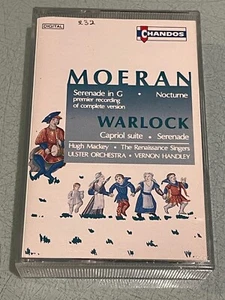 DIGITAL
832
CHANDOS
MOERAN
Serenade in G • Nocturne
premier recording
of complete version
WARLOCK
Capriol suite • Serenade
Hugh Mackey • The Renaissance Singers
ULSTER ORCHESTRA • VERNON HANDLEY